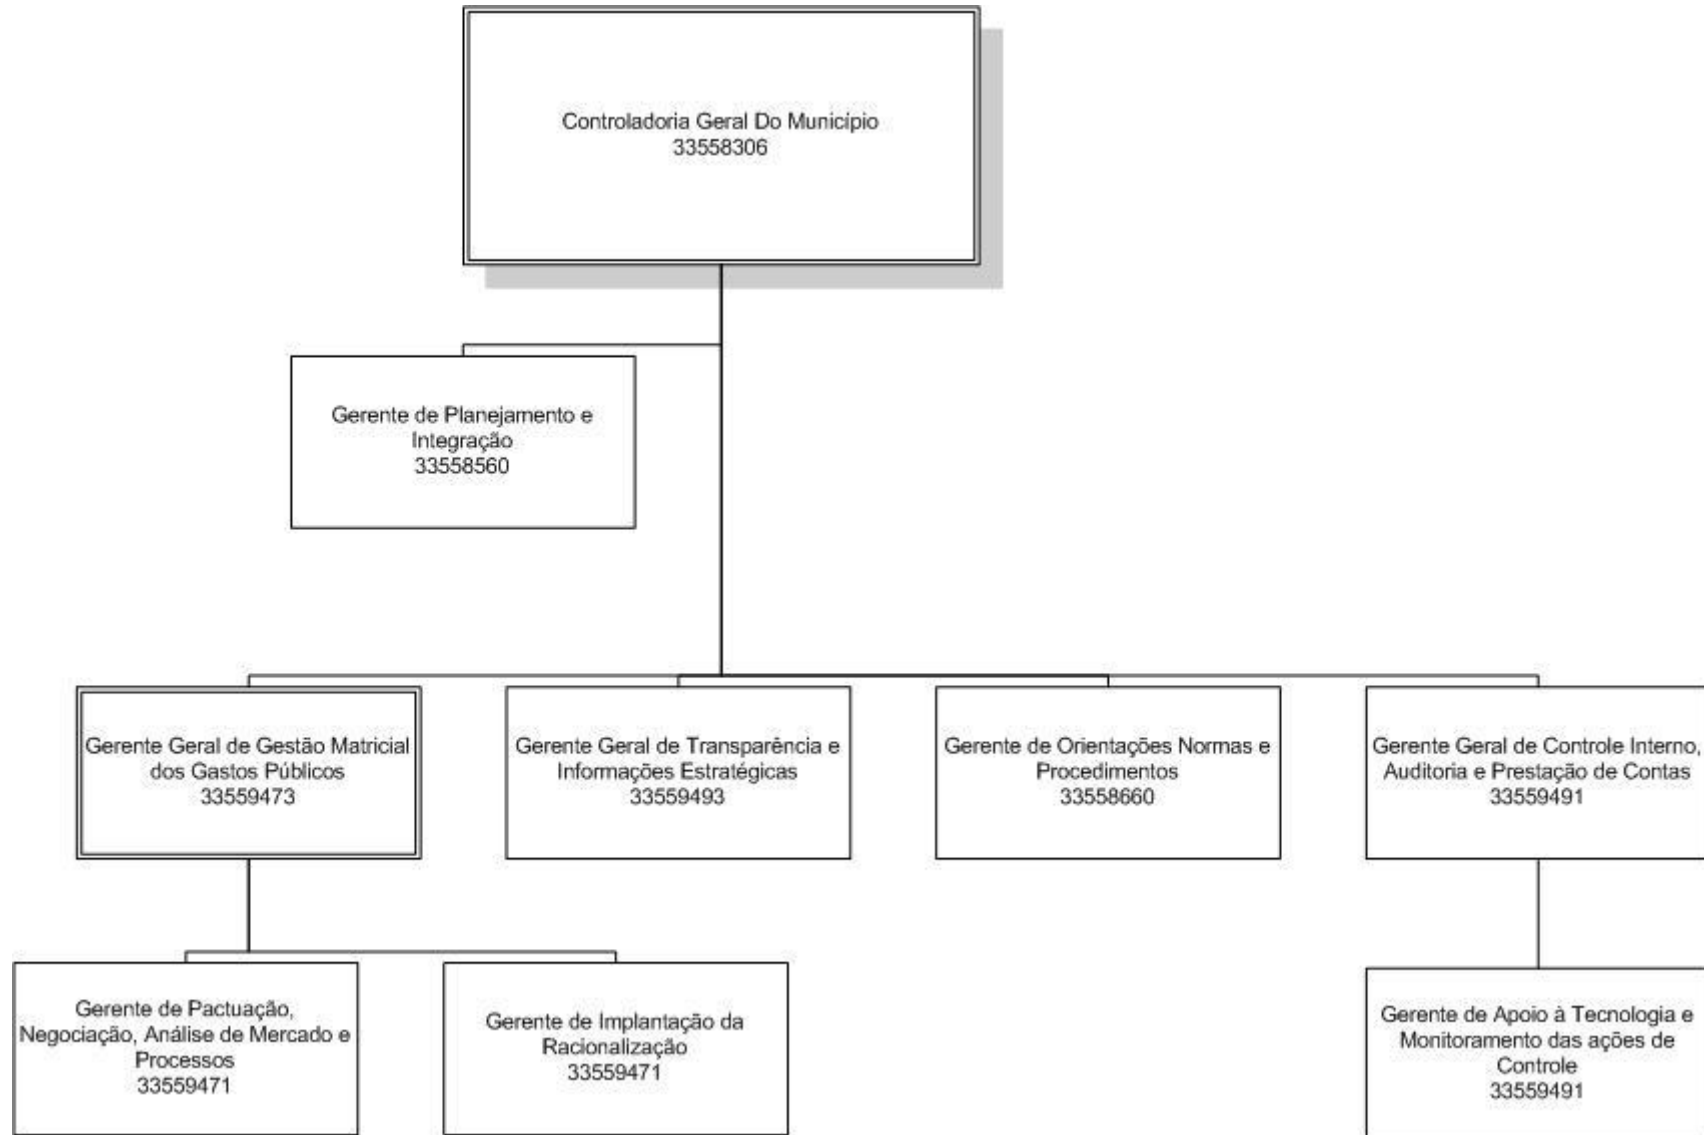 Controladoria Geral Do Município
33558306
Gerente de Planejamento e
Integração
33558560
Gerente Geral de Gestão Matricial
dos Gastos Públicos
33559473
Gerente Geral de Transparência e
Informações Estratégicas
33559493
Gerente de Orientações Normas e
Procedimentos
33558660
Gerente Geral de Controle Interno,
Auditoria e Prestação de Contas
33559491
Gerente de Pactuação,
Negociação, Análise de Mercado e
Processos
33559471
Gerente de Implantação da
Racionalização
33559471
Gerente de Apoio à Tecnologia e
Monitoramento das ações de
Controle
33559491